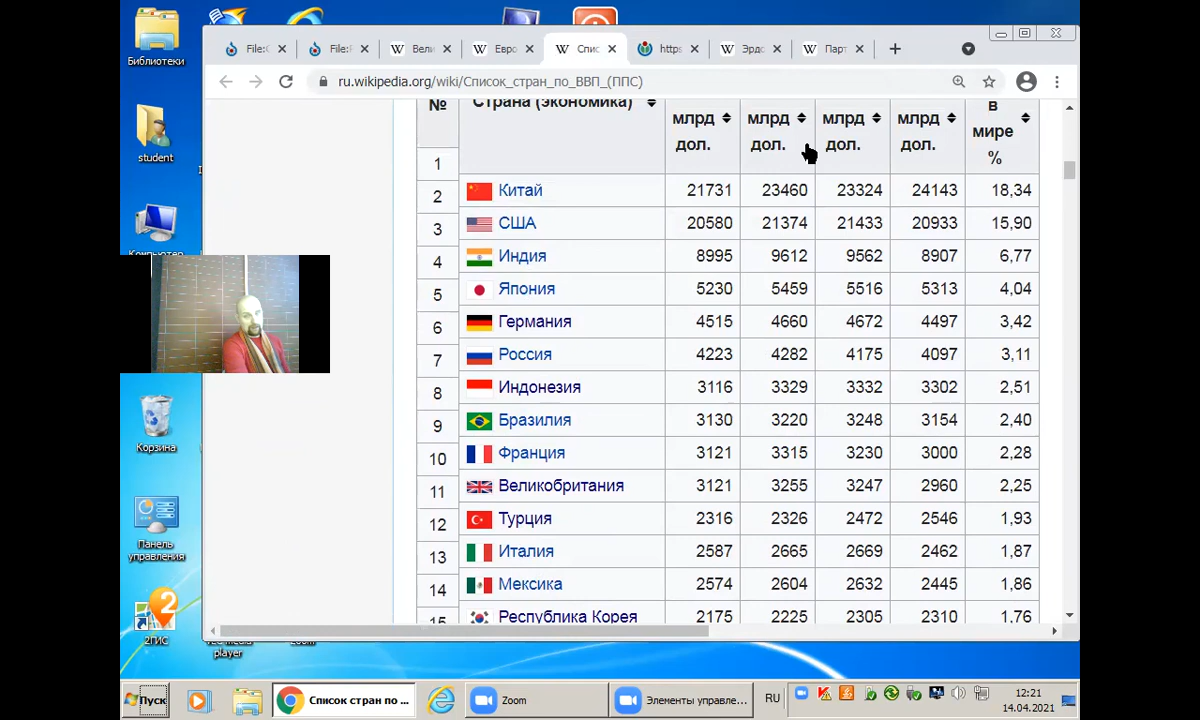 Библиотеки
student
Компьютер
Корзина
Панель
управления
2ГИС
player
File:
File:
Вели
Евро
Спис
https
Эрдо
Парт
ru.wikipedia.org/wiki/Список_стран_по_ВВП_(ППС)
№ Страна (экономика) млрд дол. млрд дол. млрд дол. млрд дол. в мире %
1
2 Китай 21731 23460 23324 24143 18,34
3 США 20580 21374 21433 20933 15,90
4 Индия 8995 9612 9562 8907 6,77
5 Япония 5230 5459 5516 5313 4,04
6 Германия 4515 4660 4672 4497 3,42
7 Россия 4223 4282 4175 4097 3,11
8 Индонезия 3116 3329 3332 3302 2,51
9 Бразилия 3130 3220 3248 3154 2,40
10 Франция 3121 3315 3230 3000 2,28
11 Великобритания 3121 3255 3247 2960 2,25
12 Турция 2316 2326 2472 2546 1,93
13 Италия 2587 2665 2669 2462 1,87
14 Мексика 2574 2604 2632 2445 1,86
15 Республика Корея 2175 2225 2305 2310 1,76
Пуск
Список стран по ...
Zoom
Элементы управле...
RU
12:21
14.04.2021